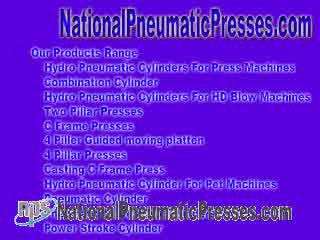 NationalPneumaticPresses.com
Our Products Range
Hydro Pneumatic Cylinders For Press Machines
Combination Cylinder
Hydro Pneumatic Cylinders For HD Blow Machines
Two Pillar Presses
C Frame Presses
4 Piller Guided moving platten
4 Pillar Presses
Casting C Frame Press
Hydro Pneumatic Cylinder For Pet Machines
Pneumatic Cylinder
NationalPneumaticPresses.com
Power Stroke Cylinder